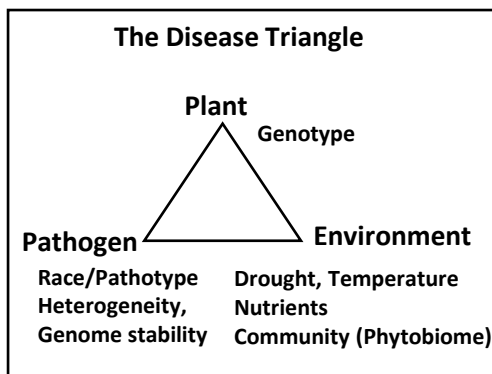 The Disease Triangle
Plant
Genotype
Pathogen
Environment
Race/Pathotype
Heterogeneity,
Genome stability
Drought, Temperature
Nutrients
Community (Phytobiome)